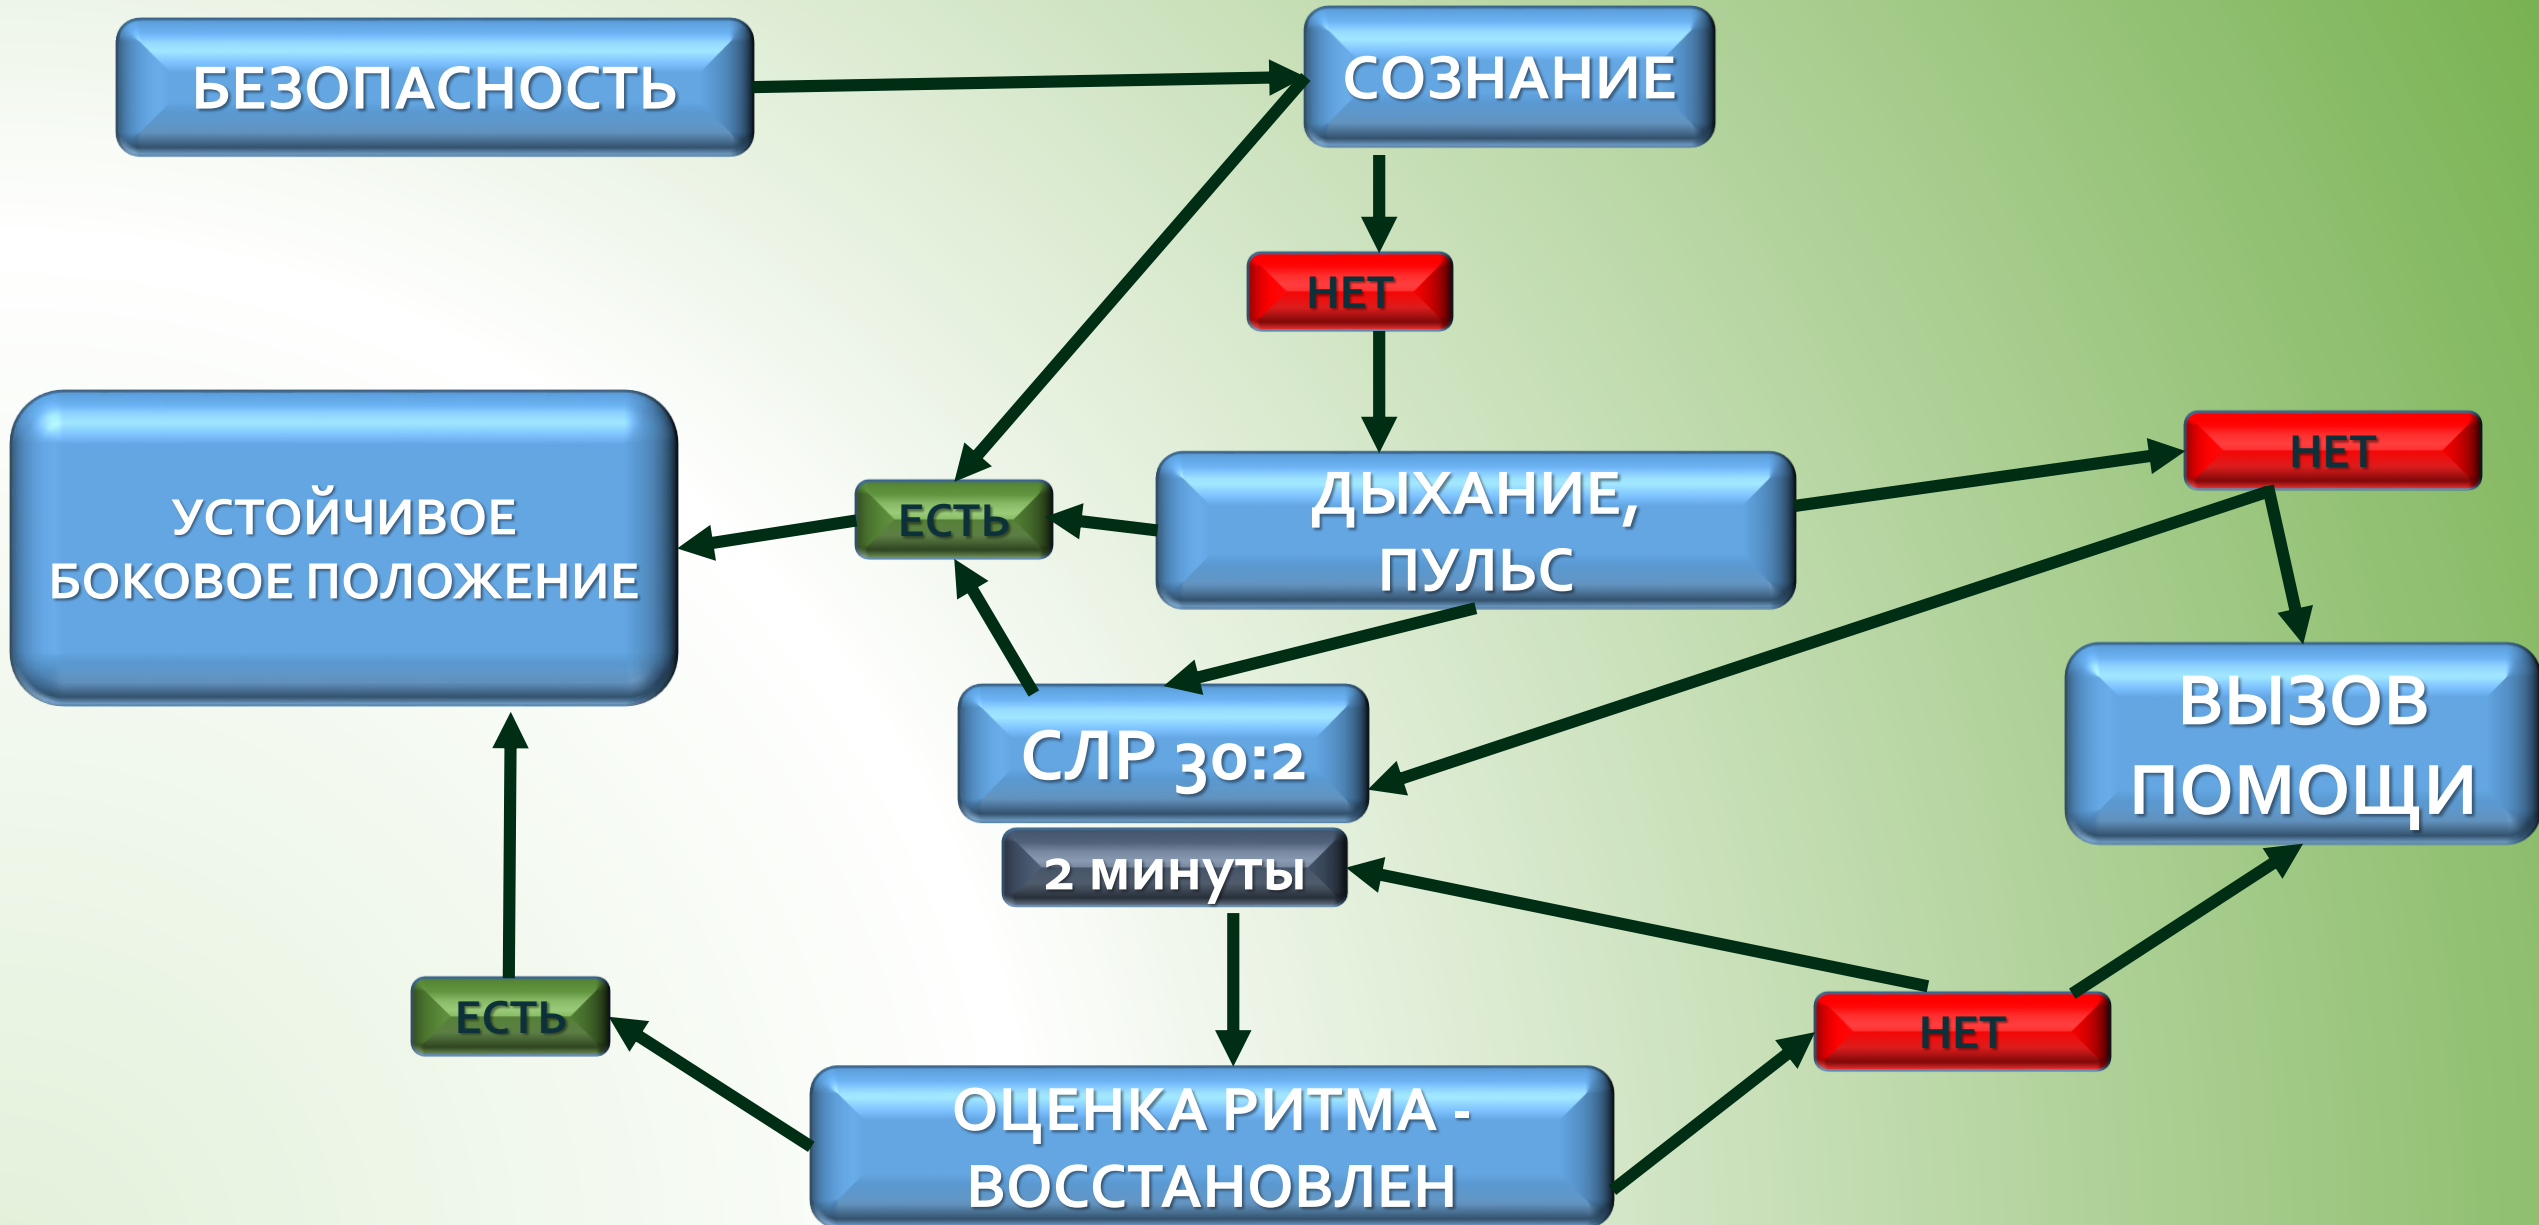 БЕЗОПАСНОСТЬ
СОЗНАНИЕ
НЕТ
УСТОЙЧИВОЕ
БОКОВОЕ ПОЛОЖЕНИЕ
ЕСТЬ
ДЫХАНИЕ,
ПУЛЬС
НЕТ
СЛР 30:2
2 минуты
ВЫЗОВ
ПОМОЩИ
ЕСТЬ
НЕТ
ОЦЕНКА РИТМА -
ВОССТАНОВЛЕН